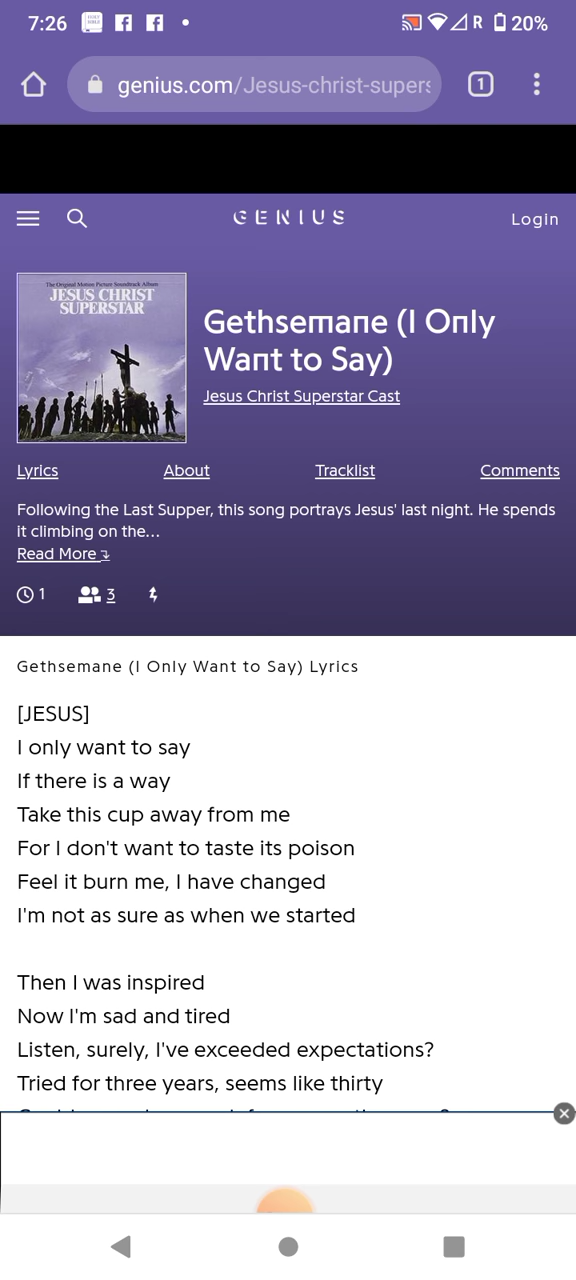 7:26
R
20%
genius.com/Jesus-christ-supers
1
GENIUS
Login
The Original Motion Picture Soundtrack Album
JESUS CHRIST
SUPERSTAR
Gethsemane (I Only
Want to Say)
Jesus Christ Superstar Cast
Lyrics About Tracklist Comments
Following the Last Supper, this song portrays Jesus' last night. He spends
it climbing on the...
Read More
1 3
Gethsemane (I Only Want to Say) Lyrics
[JESUS]
I only want to say
If there is a way
Take this cup away from me
For I don't want to taste its poison
Feel it burn me, I have changed
I'm not as sure as when we started
Then I was inspired
Now I'm sad and tired
Listen, surely, I've exceeded expectations?
Tried for three years, seems like thirty